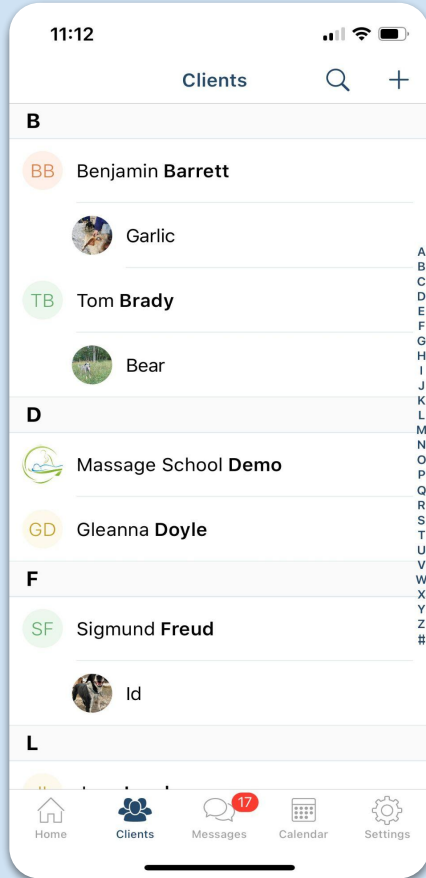 11:12
Clients
B
BB Benjamin Barrett
Garlic
TB Tom Brady
Bear
D
Massage School Demo
GD Gleanna Doyle
F
SF Sigmund Freud
Id
L
A
B
C
D
E
F
G
H
I
J
K
L
M
N
O
P
Q
R
S
T
U
V
W
X
Y
Z
#
17
Home Clients Messages Calendar Settings